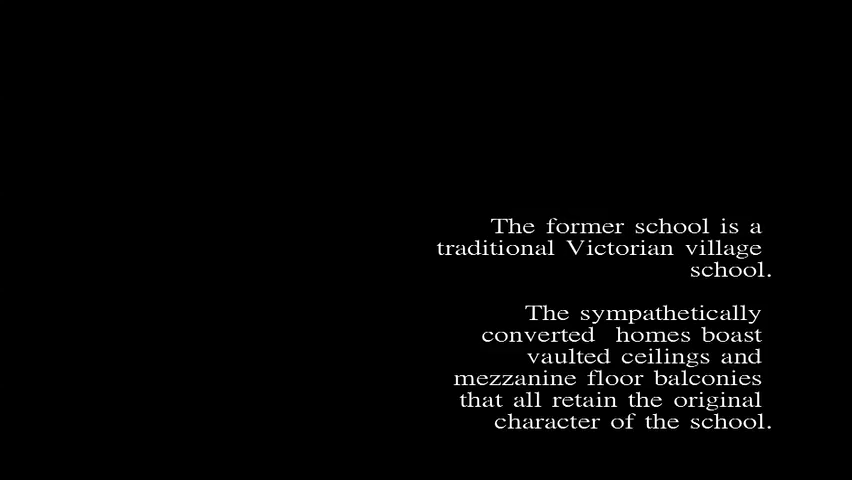 The former school is a
traditional Victorian village
school.
The sympathetically
converted homes boast
vaulted ceilings and
mezzanine floor balconies
that all retain the original
character of the school.